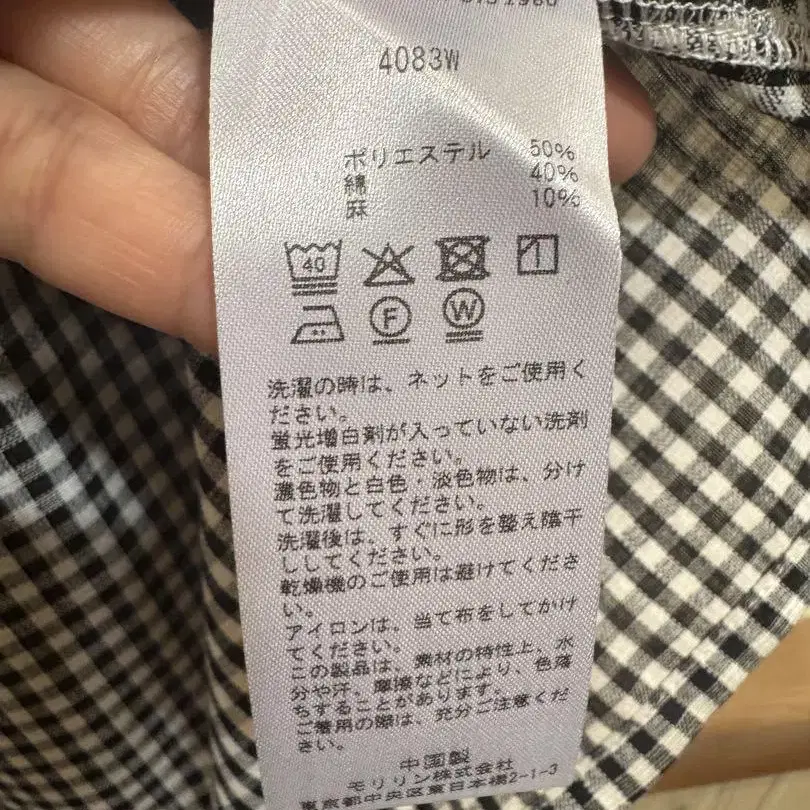 4083W
ポリエステル 50%
綿 40%
麻 10%
40
F W
洗濯の時は、ネットをご使用く
ださい。
蛍光増白剤が入っていない洗剤
をご使用ください。
濃色物と白色・淡色物は、分け
て洗濯してください。
洗濯後は、すぐに形を整え陰干
ししてください。
乾燥機のご使用は避けてくださ
い。
アイロンは、当て布をしてかけ
てください。
この製品は、素材の特性上、水
分や汗、摩擦などにより、色落
ちすることがあります。
ご着用の際は、充分ご注意くだ
さい。
中国製
モリリン株式会社
東京都中央区東日本橋2-1-3